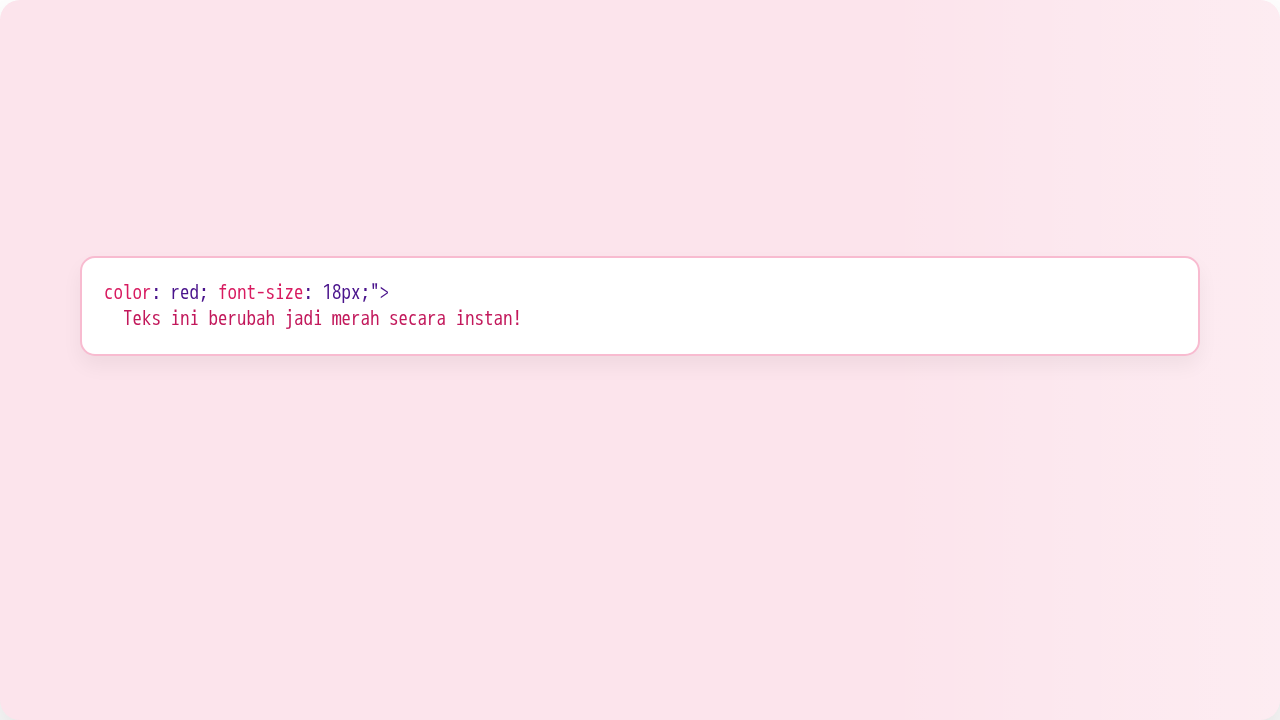 color: red; font-size: 18px;">
Teks ini berubah jadi merah secara instan!